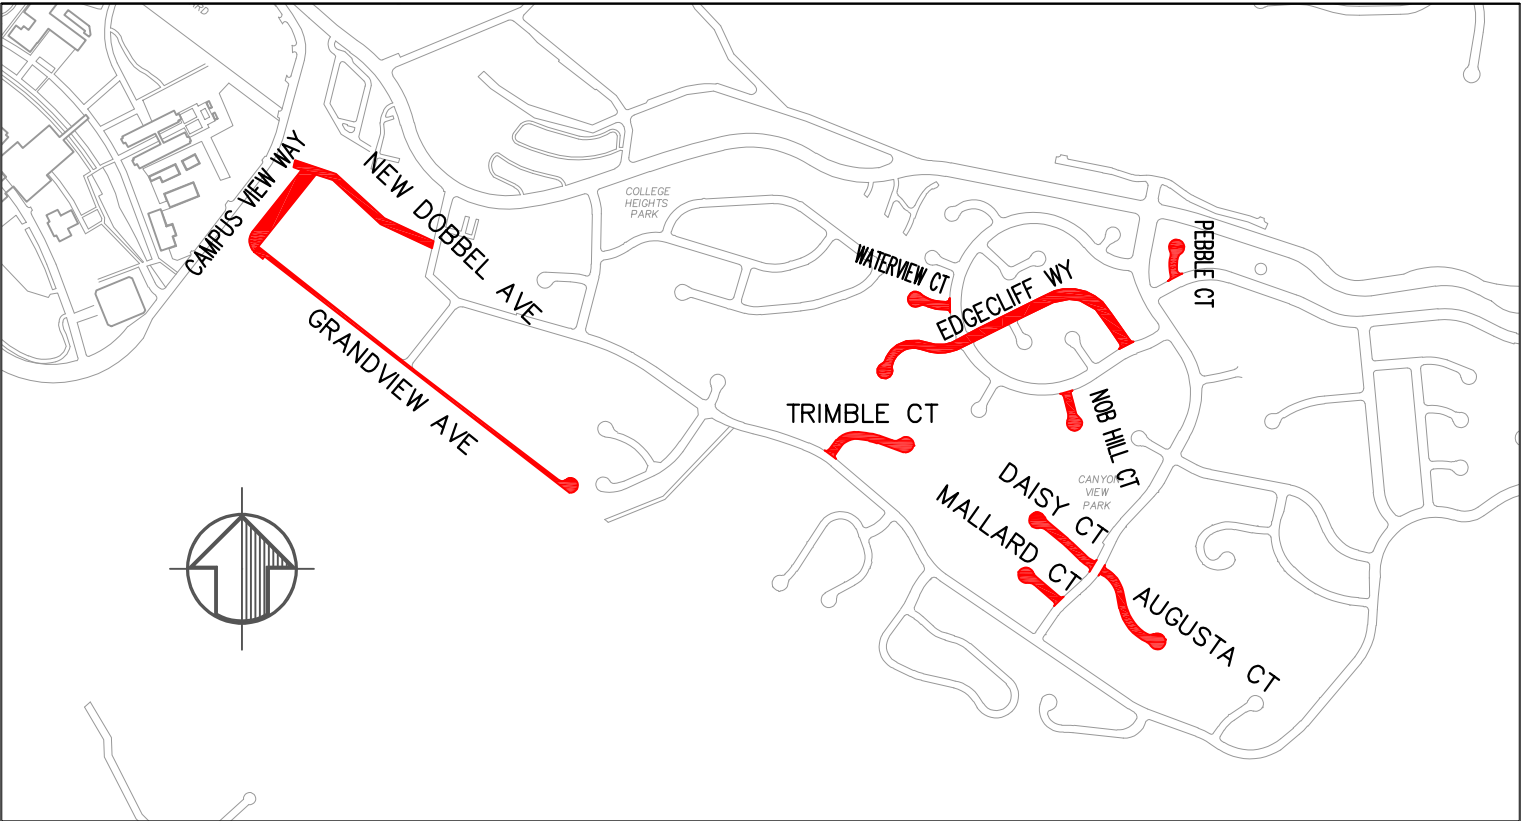 RD
CAMPUS VIEW WAY
NEW DOBBEL AVE
COLLEGE
HEIGHTS
PARK
PEBBLE CT
WATERVIEW CT
EDGECLIFF WY
GRANDVIEW AVE
TRIMBLE CT
NOB HILL CT
DAISY CT
CANYON
VIEW
PARK
MALLARD CT
AUGUSTA CT